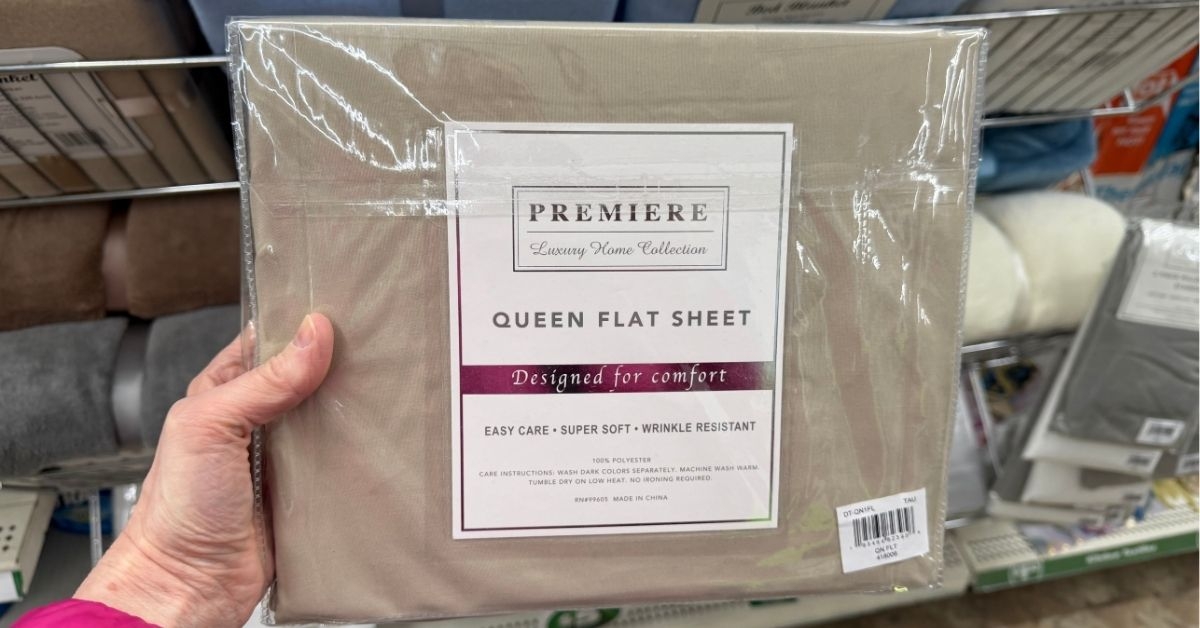 PREMIERE
Luxury Home Collection
QUEEN FLAT SHEET
Designed for comfort
EASY CARE • SUPER SOFT • WRINKLE RESISTANT
100% POLYESTER
CARE INSTRUCTIONS: WASH DARK COLORS SEPARATELY. MACHINE WASH WARM.
TUMBLE DRY ON LOW HEAT. NO IRONING REQUIRED.
RN#99605 MADE IN CHINA
DT-QN1FL TAU
QN FLT
418006